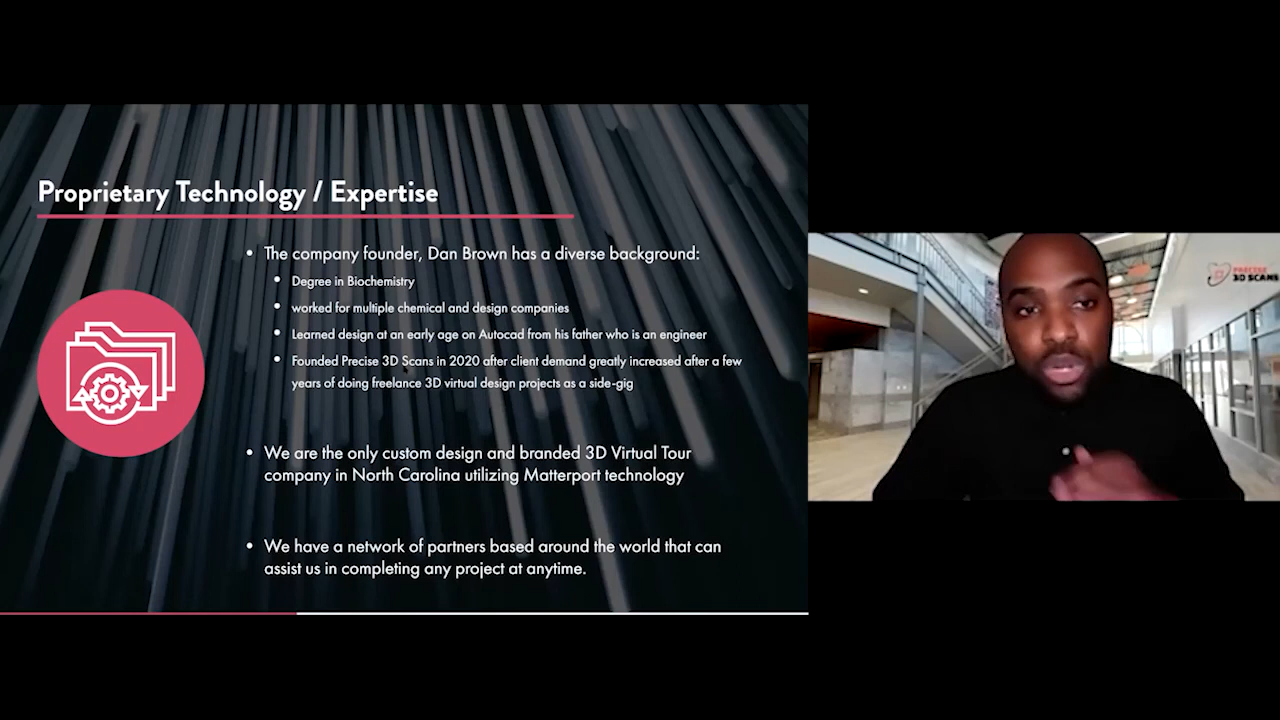 Proprietary Technology / Expertise
• The company founder, Dan Brown has a diverse background:
• Degree in Biochemistry
• worked for multiple chemical and design companies
• Learned design at an early age on Autocad from his father who is an engineer
• Founded Precise 3D Scans in 2020 after client demand greatly increased after a few
years of doing freelance 3D virtual design projects as a side-gig
• We are the only custom design and branded 3D Virtual Tour
company in North Carolina utilizing Matterport technology
• We have a network of partners based around the world that can
assist us in completing any project at anytime.
PRECISE
3D SCANS